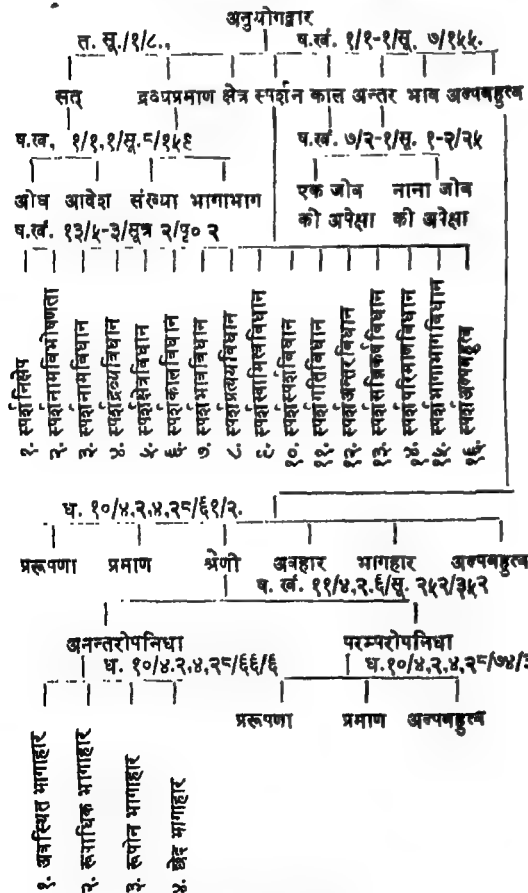 अनुयोगद्वार
त. सू./१/८., ष.खं. १/१-१/सू. ७/१५५.
सत् द्रव्यप्रमाण क्षेत्र स्पर्शन काल अन्तर भाव अल्पबहुत्व
ष.ख. १/१,१/सू.८/१५९ ष.खं. ७/२-१/सू. १-२/२५
ओघ आदेश संख्या भागाभाग एक जीव नाना जीव
की अपेक्षा की अपेक्षा
ष.खं. १३/५-३/सूत्र २/पृ० २
१. स्पर्शनिक्षेप
२. स्पर्शनामविभाषणता
३. स्पर्शनामविधान
४. स्पर्शद्रव्यविधान
५. स्पर्शक्षेत्रविधान
६. स्पर्शकालविधान
७. स्पर्शभावविधान
८. स्पर्शप्रत्ययविधान
९. स्पर्शस्वामित्वविधान
१०. स्पर्शस्पर्शविधान
११. स्पर्शगतिविधान
१२. स्पर्शअन्तरविधान
१३. स्पर्शसन्निकर्षविधान
१४. स्पर्शपरिमाणविधान
१५. स्पर्शभागाभागविधान
१६. स्पर्शअल्पबहुत्व
ध. १०/४,२,४,२८/६१/२.
प्ररूपणा प्रमाण श्रेणी अवहार भागहार अल्पबहुत्व
ष. खं. ११/४,२.६/सू. २५२/३५२
अनन्तरोपनिधा परम्परोपनिधा
ध. १०/४.२,४,२८/६६/६ ध.१०/४,२,४,२८/७४/३
प्ररूपणा प्रमाण अल्पबहुत्व
१. अवस्थित भागाहार
२. रूपाधिक भागाहार
३. रूपोन भागाहार
४. छेद भागाहार